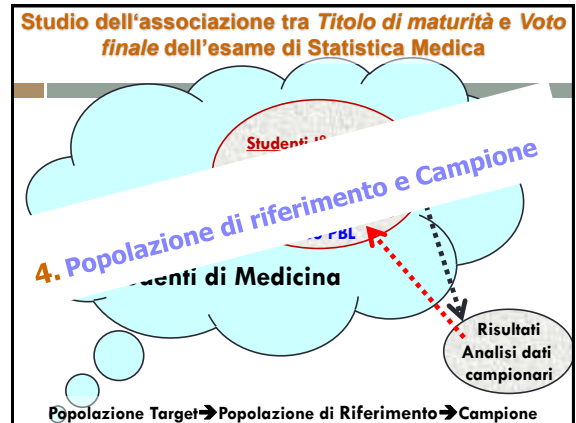 Studio dell'associazione tra Titolo di maturità e Voto
finale dell'esame di Statistica Medica
Studenti I°
4. Popolazione di riferimento e Campione
PBL
di Medicina
Risultati
Analisi dati
campionari
Popolazione Target➔Popolazione di Riferimento➔Campione